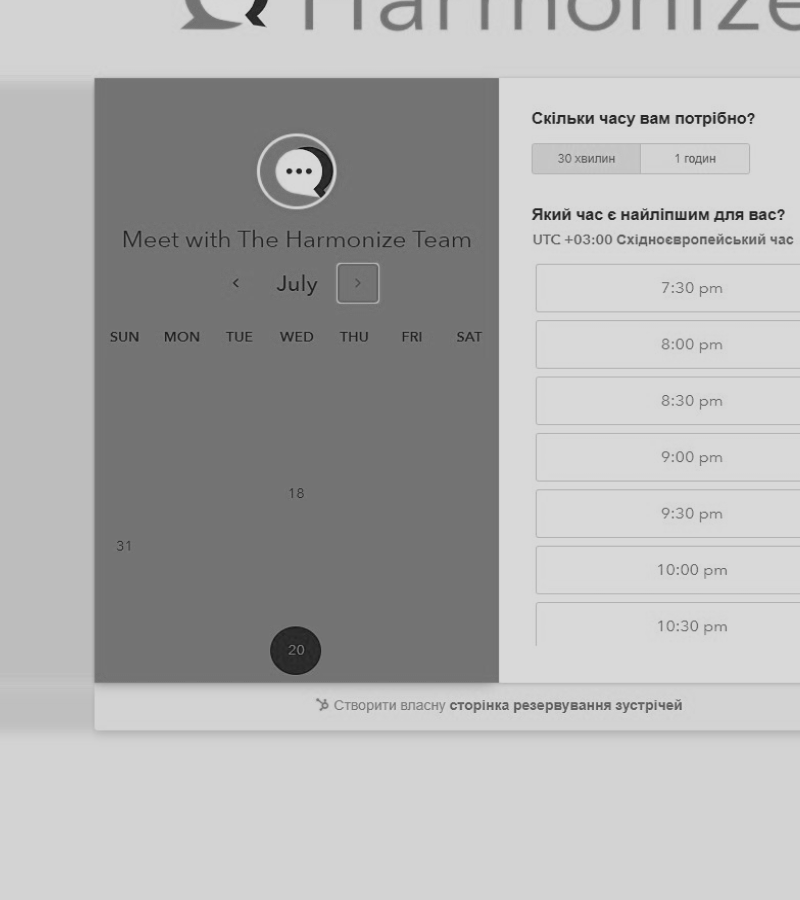 Harmonize
Meet with The Harmonize Team
July
SUN MON TUE WED THU FRI SAT
18
31
20
Скільки часу вам потрібно?
30 хвилин
1 годин
Який час є найліпшим для вас?
UTC +03:00 Східноєвропейський час
7:30 pm
8:00 pm
8:30 pm
9:00 pm
9:30 pm
10:00 pm
10:30 pm
Створити власну сторінка резервування зустрічей